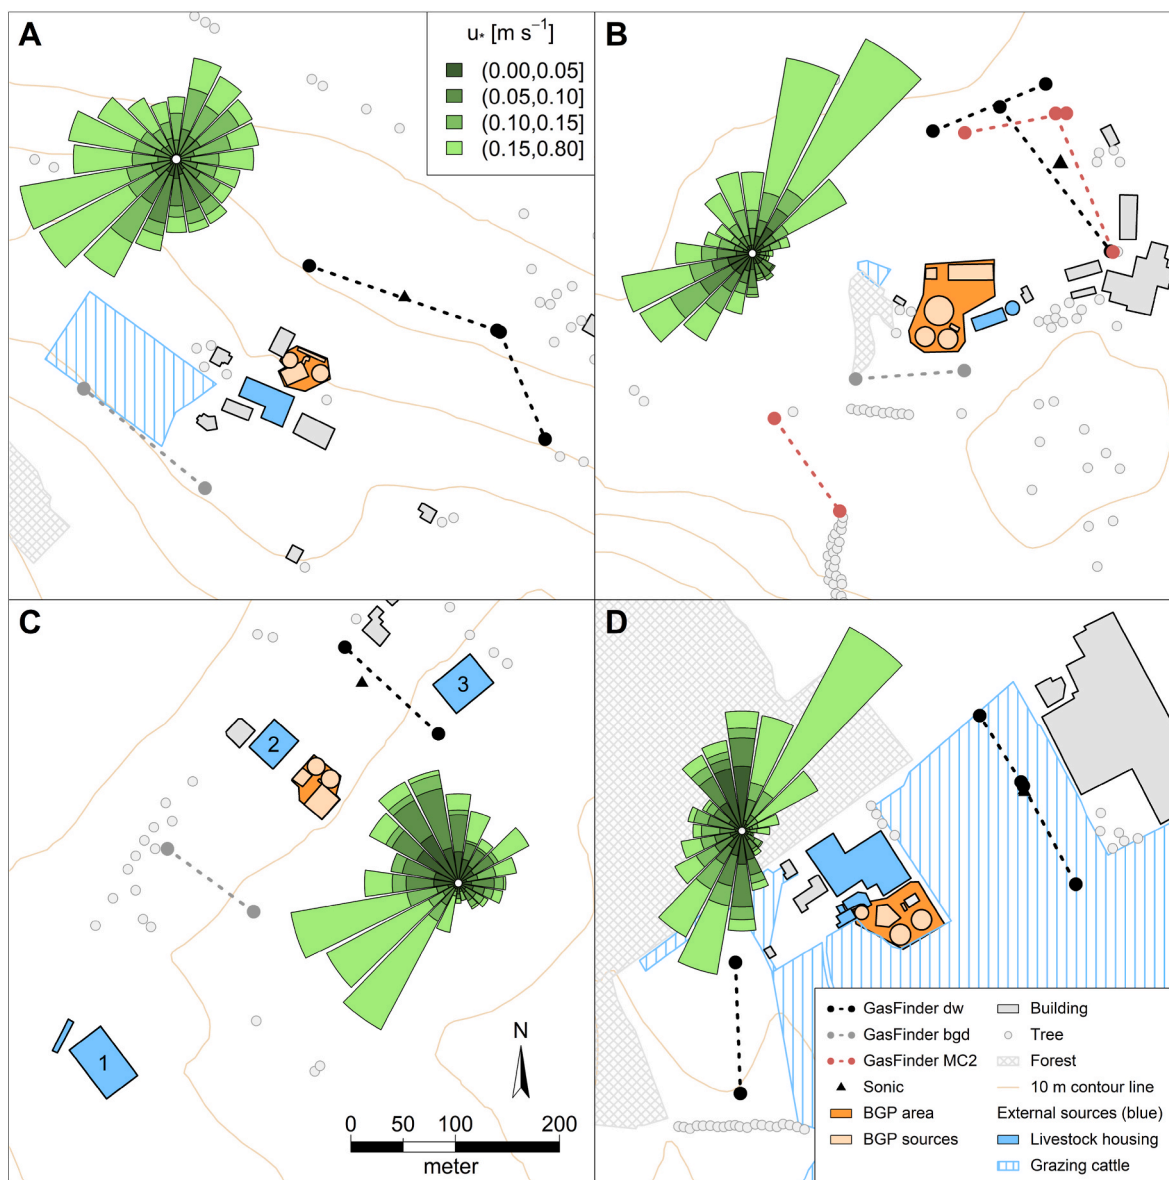 A
u* [m s⁻¹]
(0.00,0.05]
(0.05,0.10]
(0.10,0.15]
(0.15,0.80]
B
C
3
2
1
N
0 50 100 200
meter
D
GasFinder dw
GasFinder bgd
GasFinder MC2
Sonic
BGP area
BGP sources
Building
Tree
Forest
10 m contour line
External sources (blue)
Livestock housing
Grazing cattle